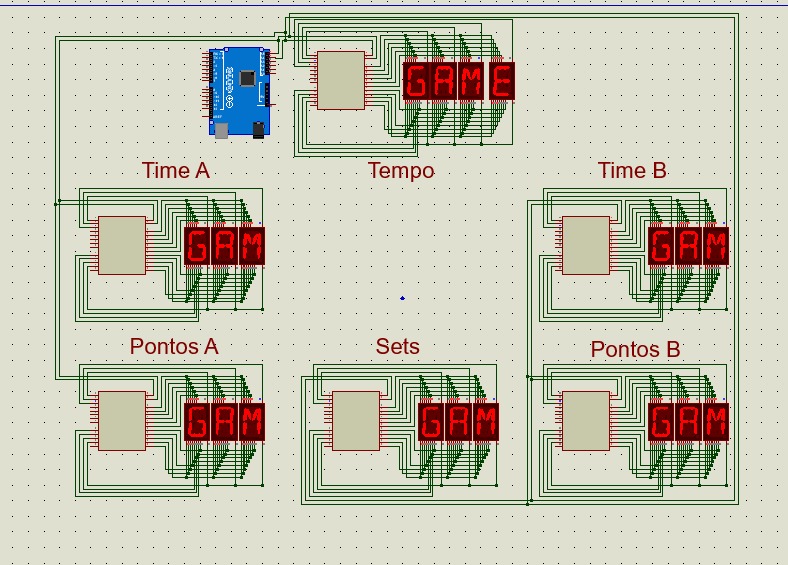 GAME
Time A
Tempo
Time B
GAM
GAM
Pontos A
Sets
Pontos B
GAM
GAM
GAM